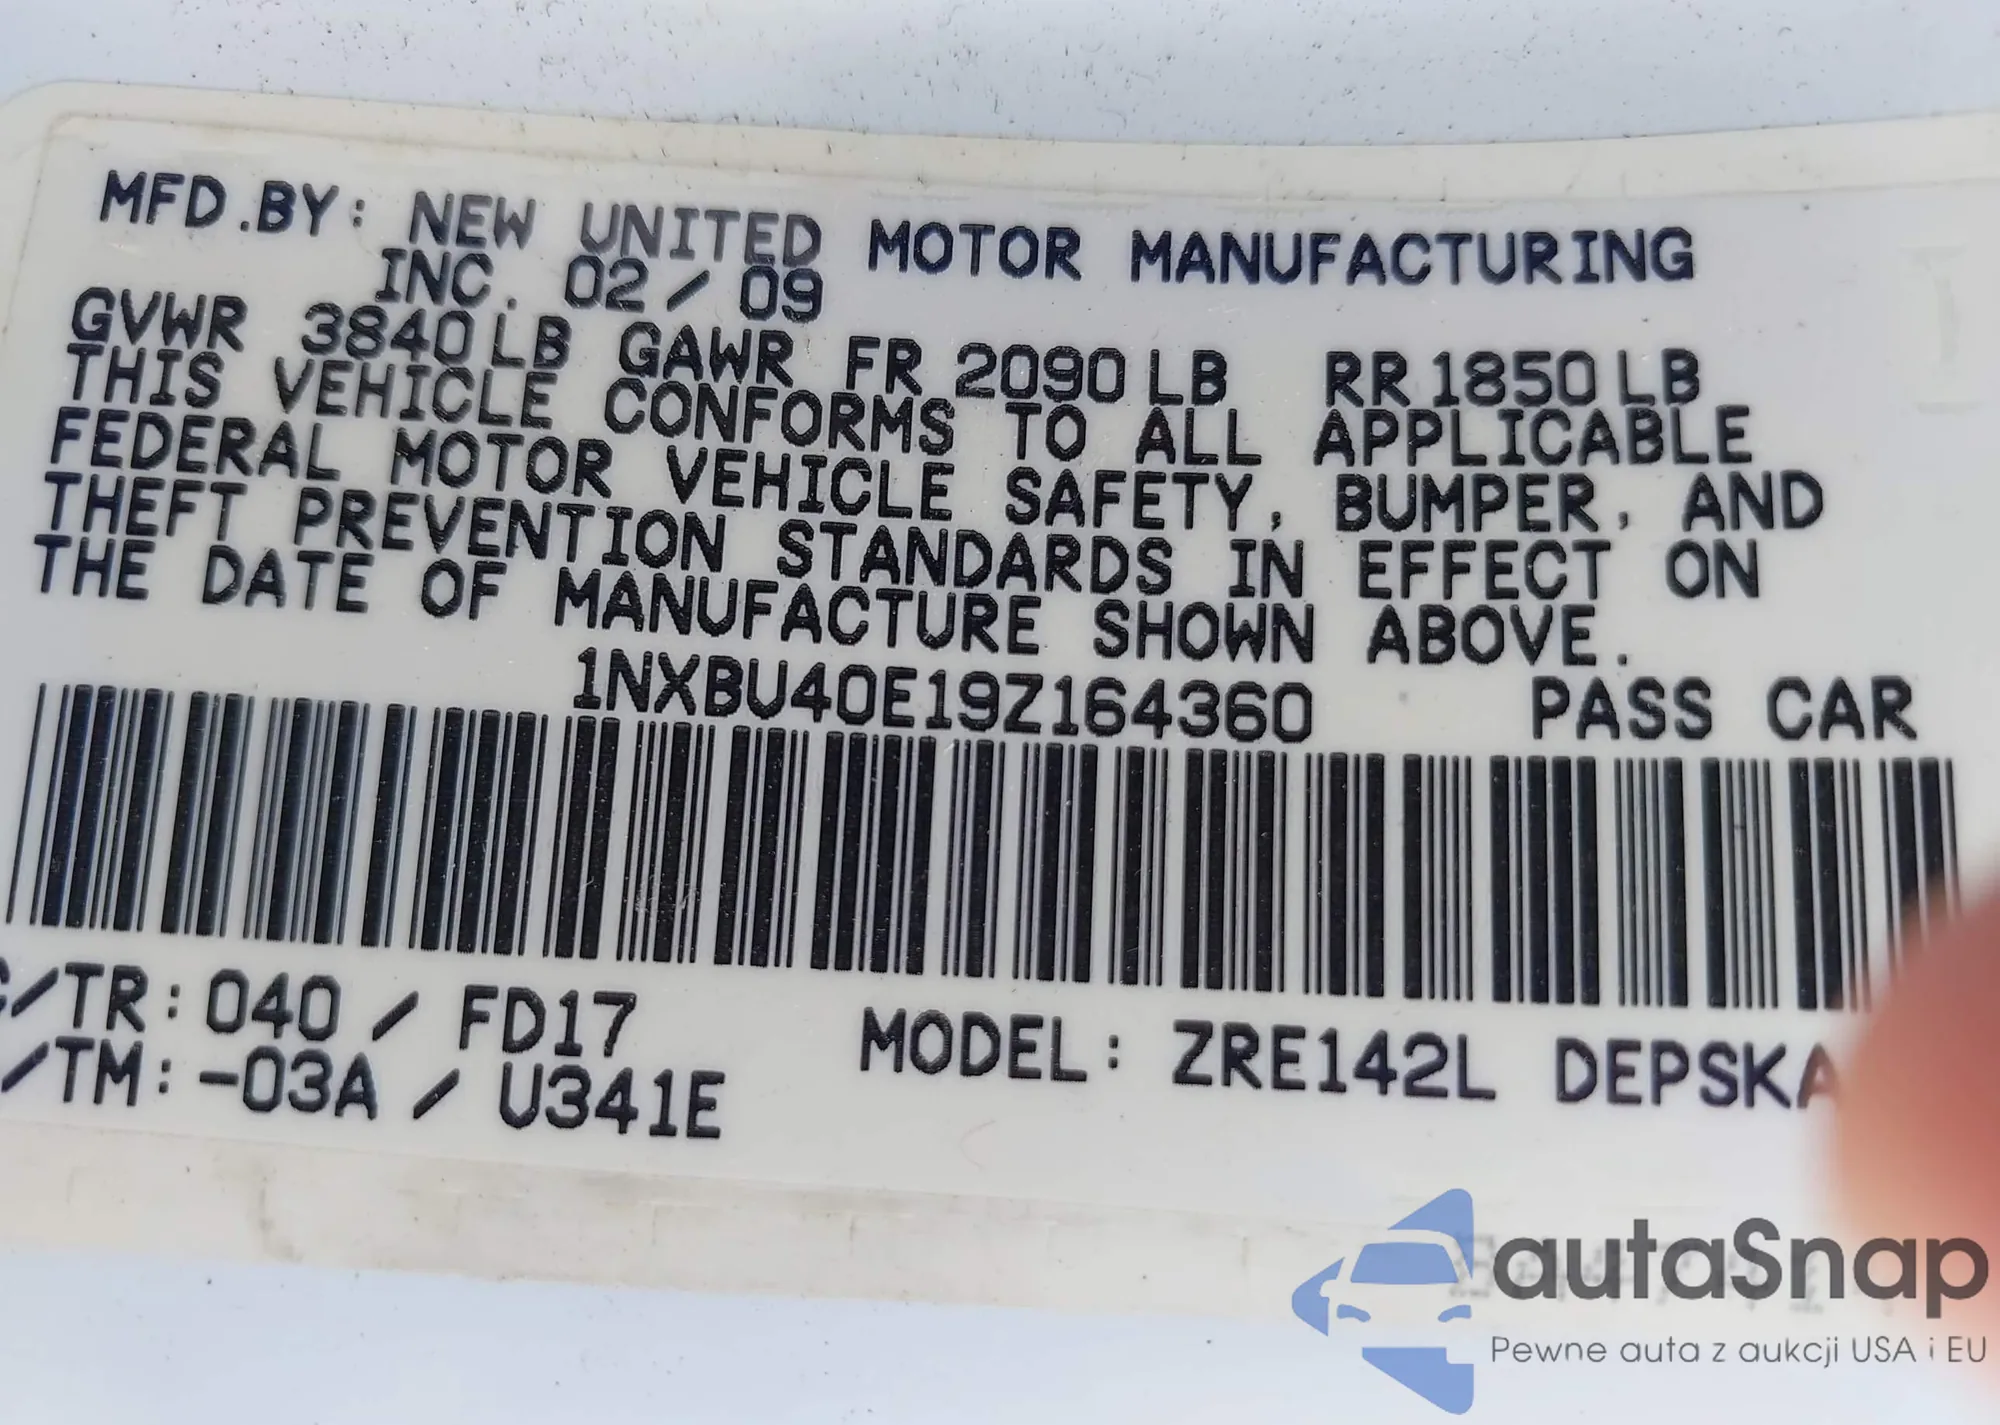 MFD.BY: NEW UNITED MOTOR MANUFACTURING
INC. 02/09
GVWR 3840LB GAWR FR 2090LB RR 1850LB
THIS VEHICLE CONFORMS TO ALL APPLICABLE
FEDERAL MOTOR VEHICLE SAFETY, BUMPER, AND
THEFT PREVENTION STANDARDS IN EFFECT ON
THE DATE OF MANUFACTURE SHOWN ABOVE.
1NXBU40E19Z164360 PASS CAR
/TR: 040 / FD17
/TM: -03A / U341E
MODEL: ZRE142L DEPSKA
autaSnap
Pewne auta z aukcji USA i EU